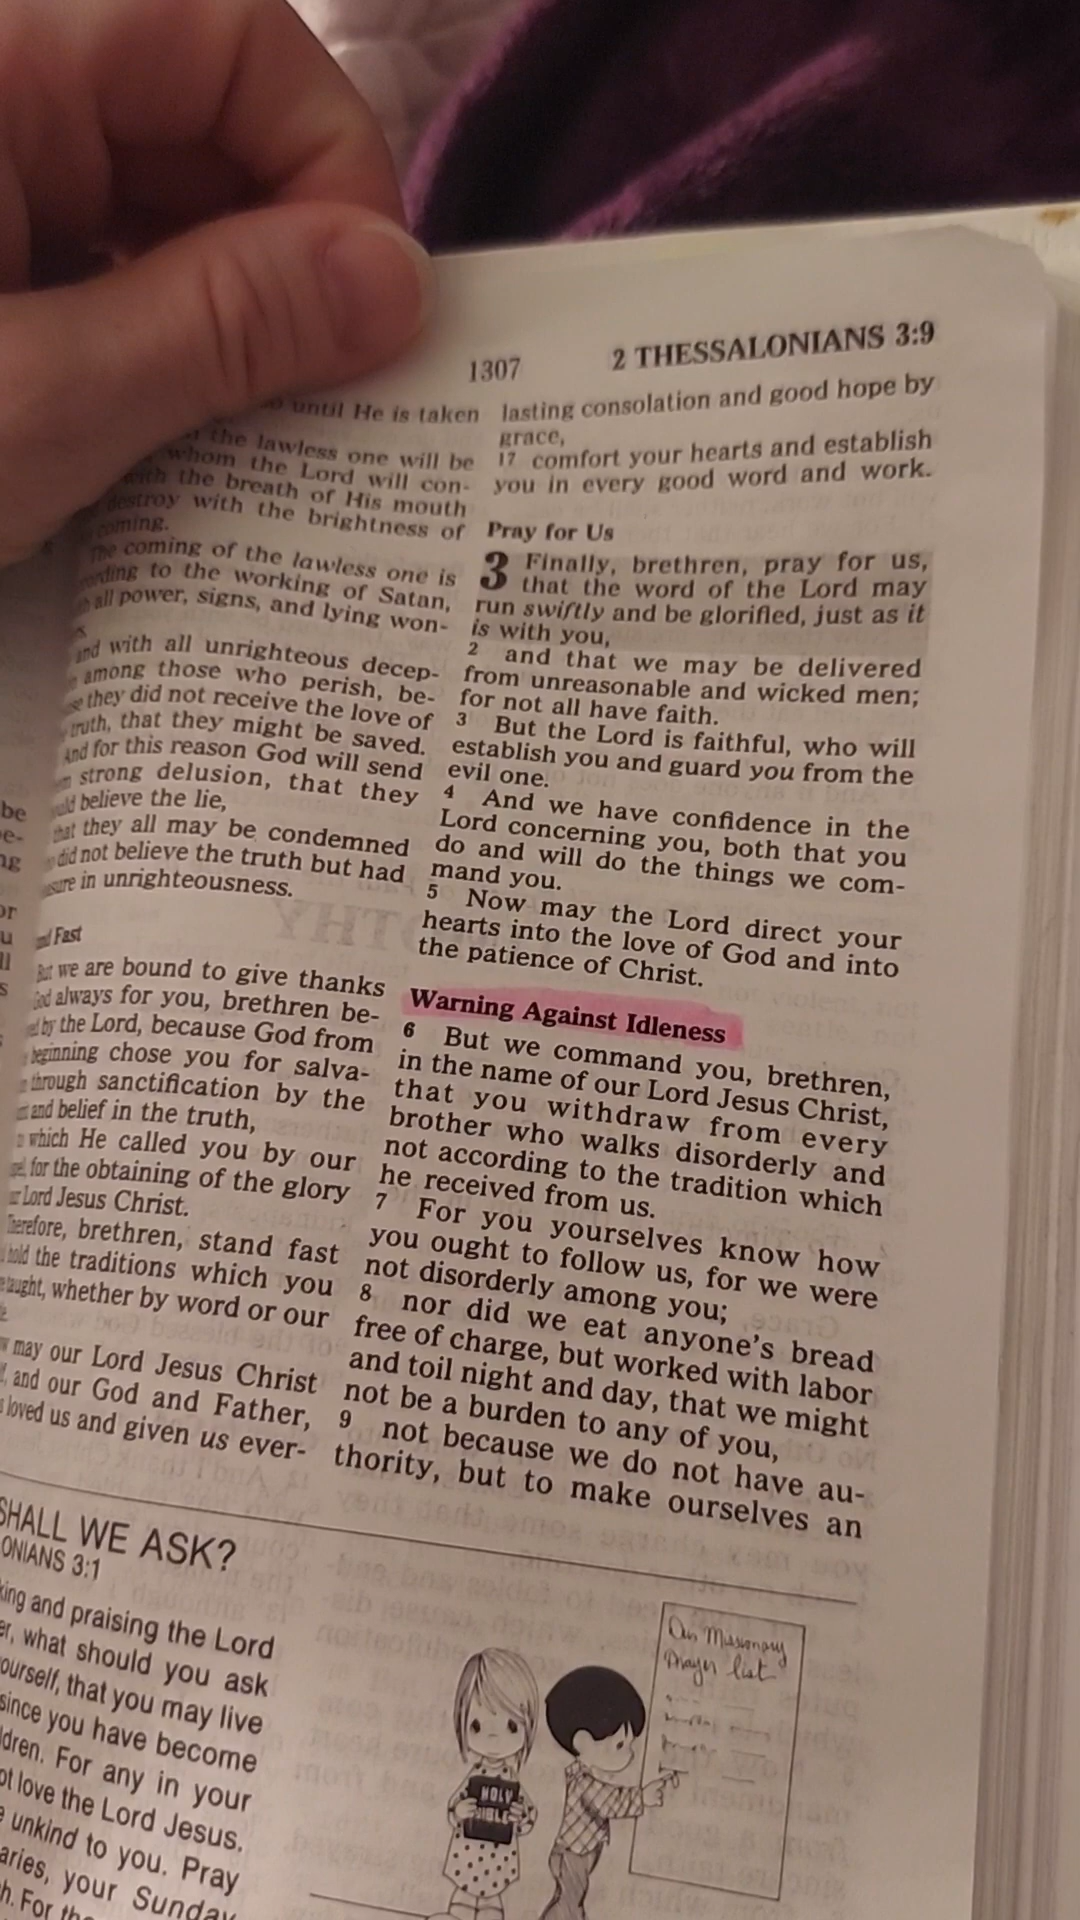 1307
2 THESSALONIANS 3:9
until He is taken
the lawless one will be
whom the Lord will con-
with the breath of His mouth
destroy with the brightness of
coming.
The coming of the lawless one is
to the working of Satan,
all power, signs, and lying won-
and with all unrighteous decep-
among those who perish, be-
they did not receive the love of
truth, that they might be saved.
And for this reason God will send
strong delusion, that they
believe the lie,
that they all may be condemned
did not believe the truth but had
in unrighteousness.
Fast
But we are bound to give thanks
God always for you, brethren be-
by the Lord, because God from
beginning chose you for salva-
through sanctification by the
and belief in the truth,
which He called you by our
for the obtaining of the glory
Lord Jesus Christ.
Therefore, brethren, stand fast
hold the traditions which you
taught, whether by word or our
may our Lord Jesus Christ
and our God and Father,
loved us and given us ever-
lasting consolation and good hope by
grace,
17 comfort your hearts and establish
you in every good word and work.
Pray for Us
3 Finally, brethren, pray for us,
that the word of the Lord may
run swiftly and be glorified, just as it
is with you,
2 and that we may be delivered
from unreasonable and wicked men;
for not all have faith.
3 But the Lord is faithful, who will
establish you and guard you from the
evil one.
4 And we have confidence in the
Lord concerning you, both that you
do and will do the things we com-
mand you.
5 Now may the Lord direct your
hearts into the love of God and into
the patience of Christ.
Warning Against Idleness
6 But we command you, brethren,
in the name of our Lord Jesus Christ,
that you withdraw from every
brother who walks disorderly and
not according to the tradition which
he received from us.
7 For you yourselves know how
you ought to follow us, for we were
not disorderly among you;
8 nor did we eat anyone's bread
free of charge, but worked with labor
and toil night and day, that we might
not be a burden to any of you,
9 not because we do not have au-
thority, but to make ourselves an
SHALL WE ASK?
ONIANS 3:1
king and praising the Lord
er, what should you ask
ourself, that you may live
since you have become
ldren. For any in your
ot love the Lord Jesus.
unkind to you. Pray
aries, your Sunday
h. For the
Our Missionary
Prayer list
HOLY
BIBLE